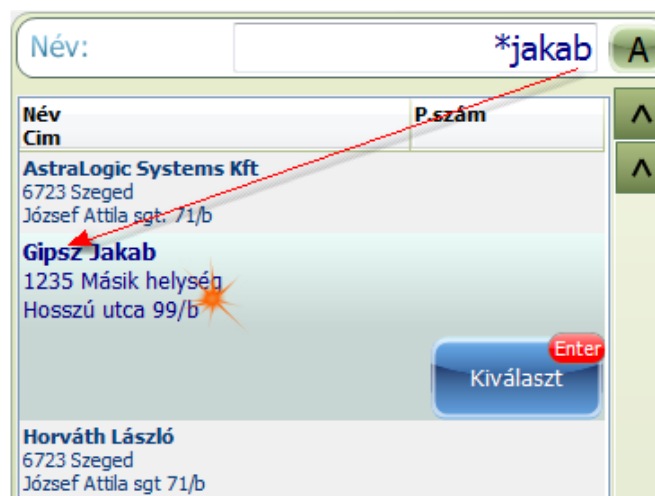 Név: *jakab A
Név P.szám
Cim
AstraLogic Systems Kft
6723 Szeged
József Attila sgt. 71/b
Gipsz Jakab
1235 Másik helység
Hosszú utca 99/b
Enter
Kiválaszt
Horváth László
6723 Szeged
József Attila sgt 71/b